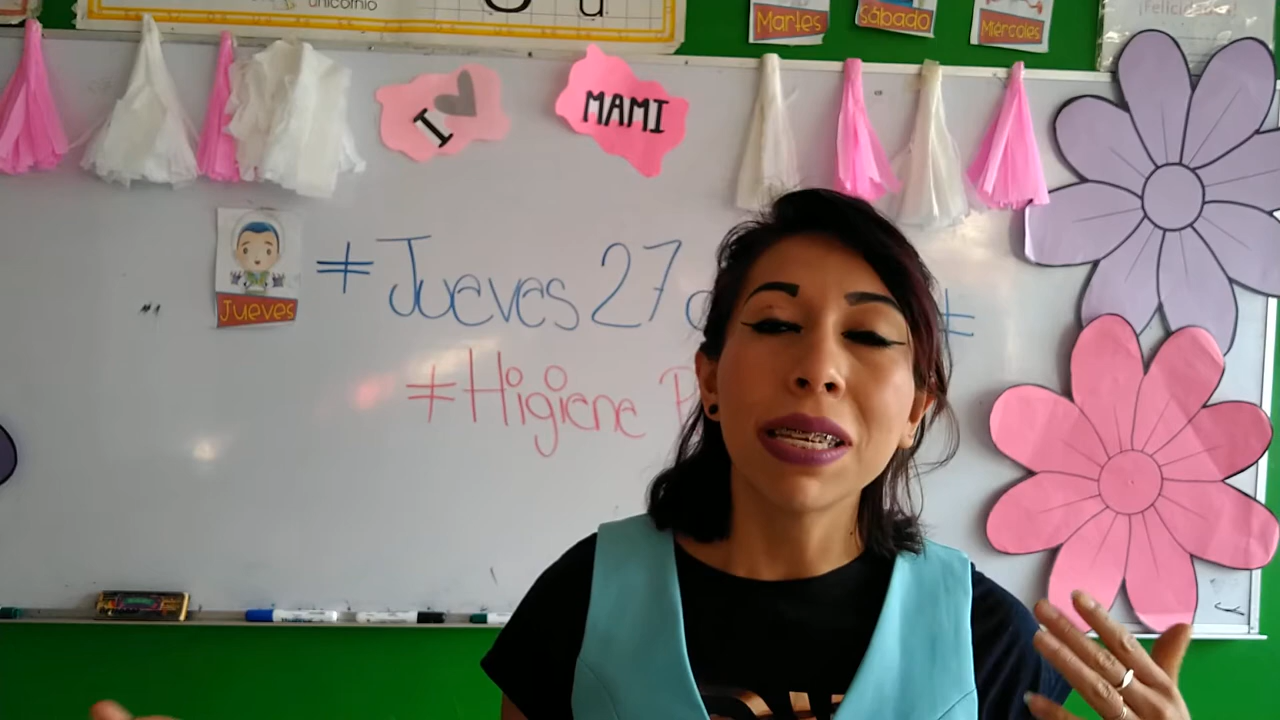 unicornio
u
Martes
Sábado
Miércoles
¡Felicidades!
I
MAMI
Jueves
≠Jueves 27
≠Higiene P